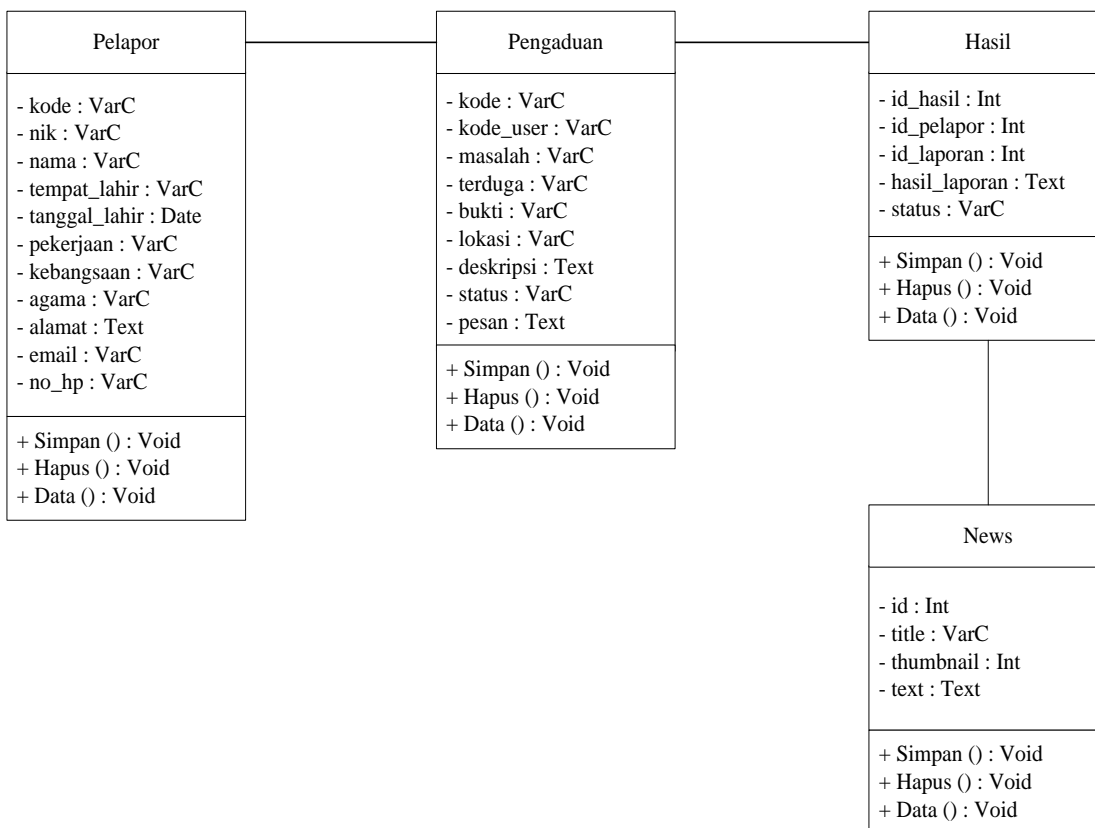 Pelapor
- kode : VarC
- nik : VarC
- nama : VarC
- tempat_lahir : VarC
- tanggal_lahir : Date
- pekerjaan : VarC
- kebangsaan : VarC
- agama : VarC
- alamat : Text
- email : VarC
- no_hp : VarC
+ Simpan () : Void
+ Hapus () : Void
+ Data () : Void
Pengaduan
- kode : VarC
- kode_user : VarC
- masalah : VarC
- terduga : VarC
- bukti : VarC
- lokasi : VarC
- deskripsi : Text
- status : VarC
- pesan : Text
+ Simpan () : Void
+ Hapus () : Void
+ Data () : Void
Hasil
- id_hasil : Int
- id_pelapor : Int
- id_laporan : Int
- hasil_laporan : Text
- status : VarC
+ Simpan () : Void
+ Hapus () : Void
+ Data () : Void
News
- id : Int
- title : VarC
- thumbnail : Int
- text : Text
+ Simpan () : Void
+ Hapus () : Void
+ Data () : Void